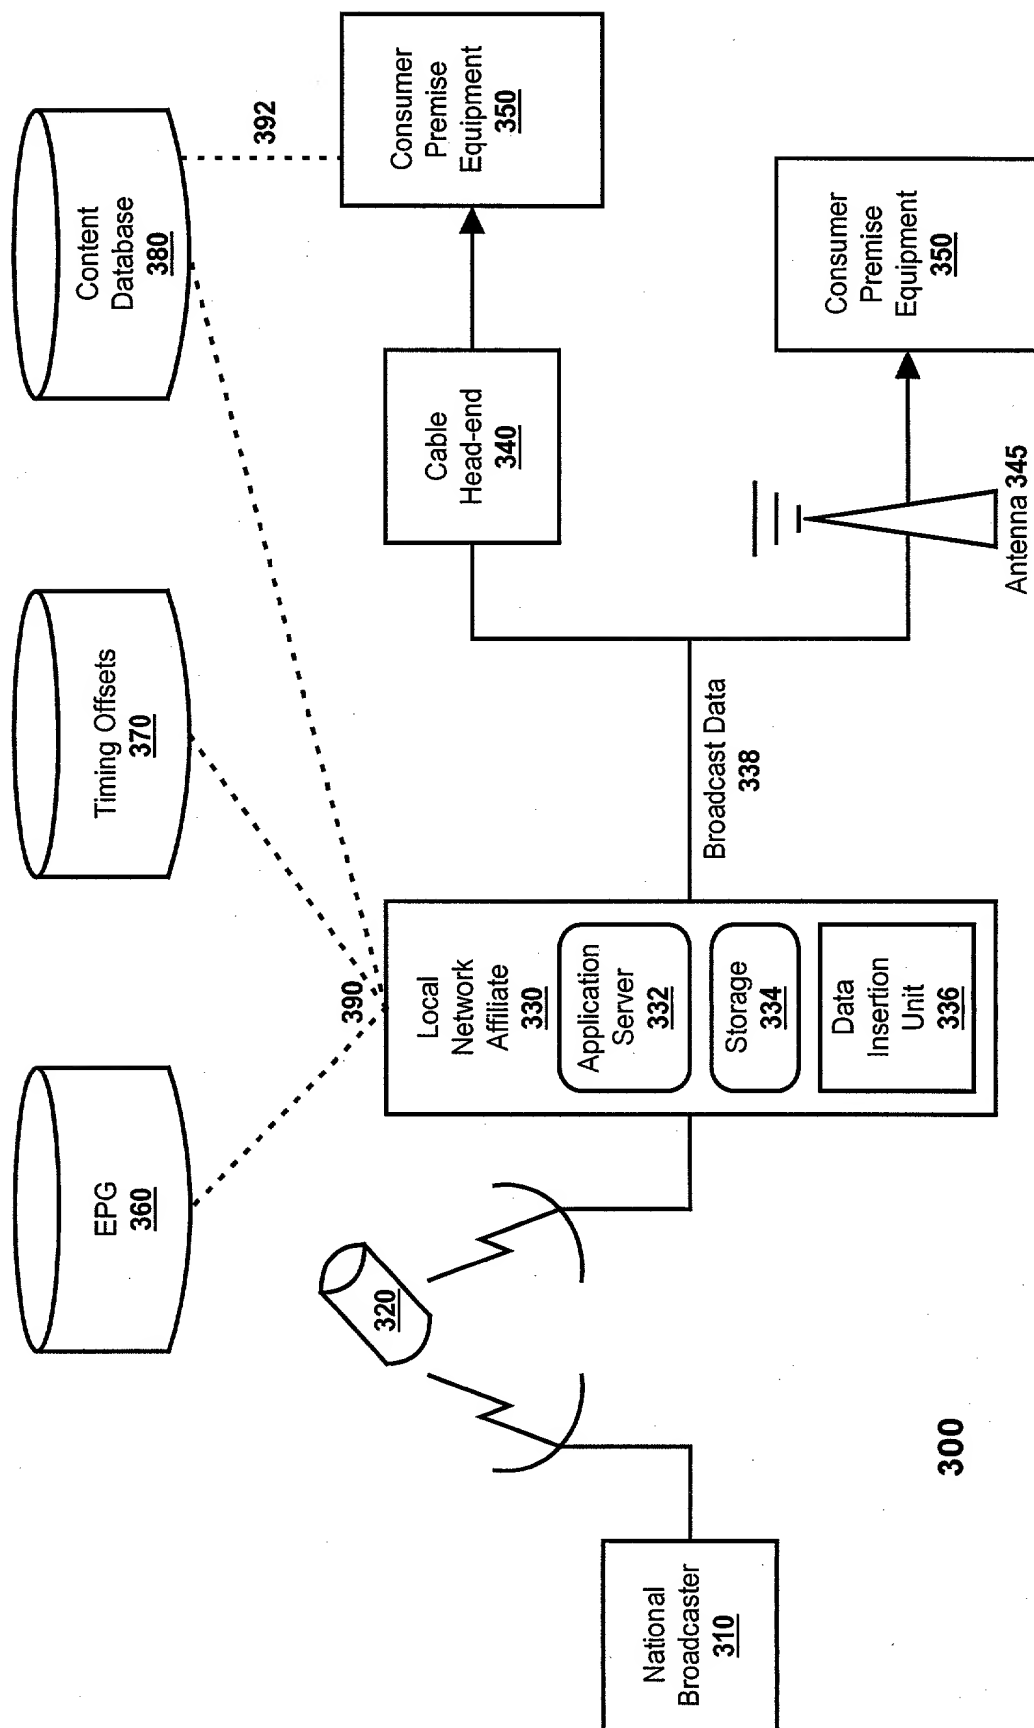 EPG
360
Timing Offsets
370
Content
Database
380
390
392
320
National
Broadcaster
310
Local
Network
Affiliate
330
Application
Server
332
Storage
334
Data
Insertion
Unit
336
Broadcast Data
338
Cable
Head-end
340
Consumer
Premise
Equipment
350
Antenna 345
Consumer
Premise
Equipment
350
300